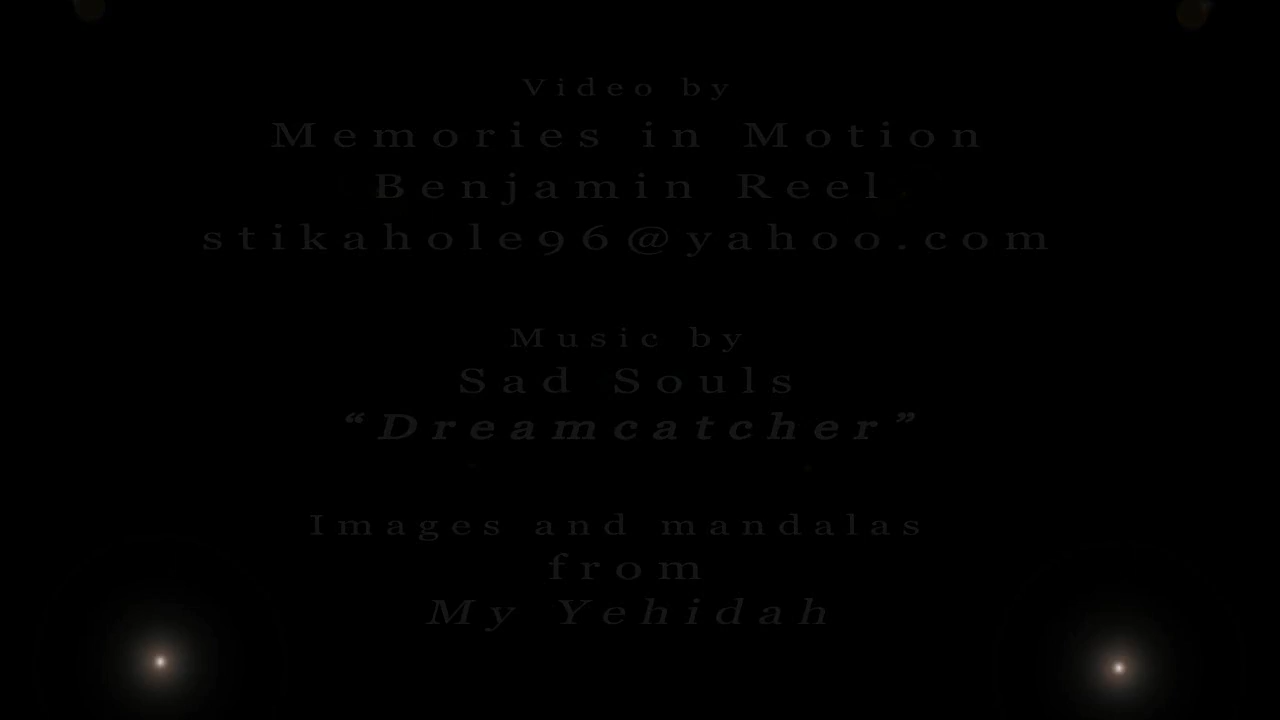 Video by
Memories in Motion
Benjamin Reel
stikahole96@yahoo.com
Music by
Sad Souls
“Dreamcatcher”
Images and mandalas
from
My Yehidah